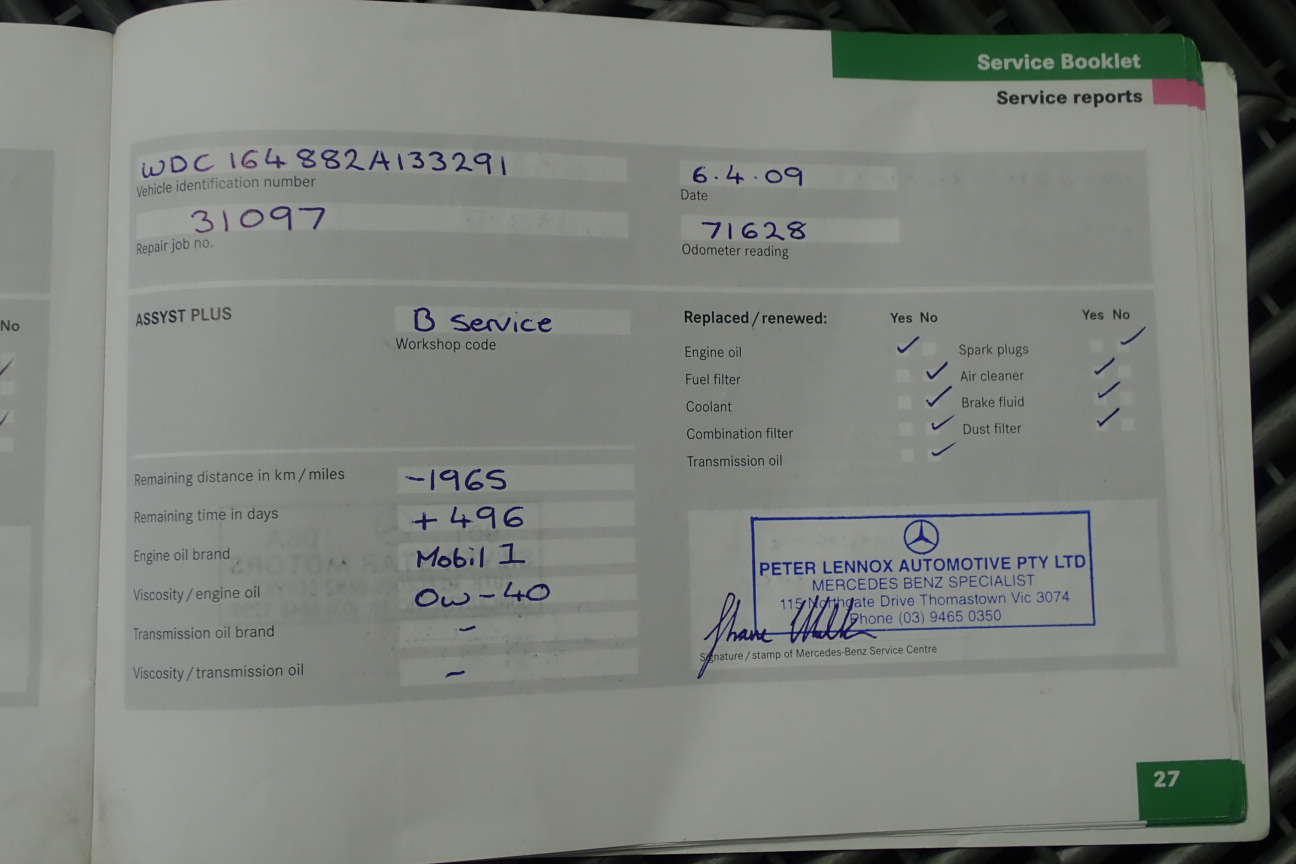 Service Booklet
Service reports
WDC 164 882A133291
Vehicle identification number
6.4.09
Date
31097
Repair job no.
71628
Odometer reading
No
ASSYST PLUS
B Service
Workshop code
Replaced/renewed:
Yes No
Yes No
Engine oil ✓
Spark plugs ✓
Fuel filter ✓
Air cleaner ✓
Coolant ✓
Brake fluid ✓
Combination filter ✓
Dust filter ✓
Transmission oil ✓
Remaining distance in km/miles -1965
Remaining time in days +496
Engine oil brand Mobil 1
Viscosity/engine oil 0w-40
Transmission oil brand -
Viscosity/transmission oil -
PETER LENNOX AUTOMOTIVE PTY LTD
MERCEDES BENZ SPECIALIST
115 Northgate Drive Thomastown Vic 3074
Phone (03) 9465 0350
Shane
Signature/stamp of Mercedes-Benz Service Centre
27